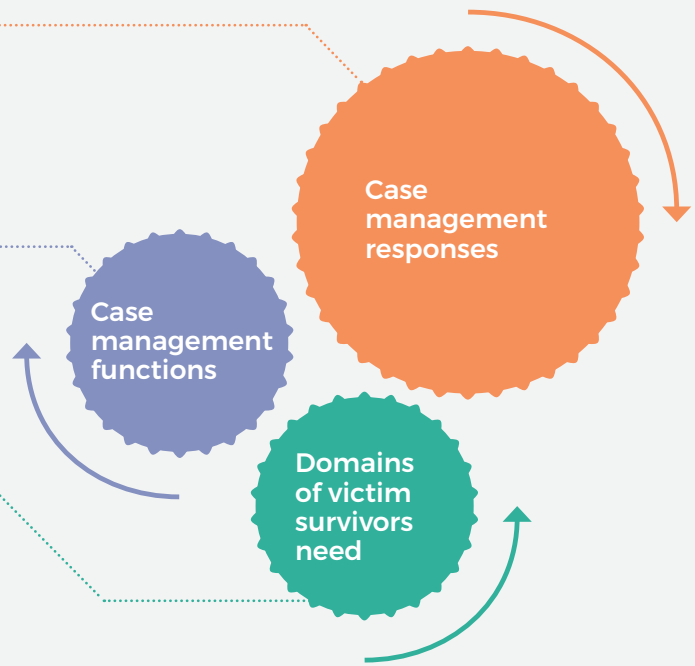 Case
management
responses
Case
management
functions
Domains
of victim
survivors
need